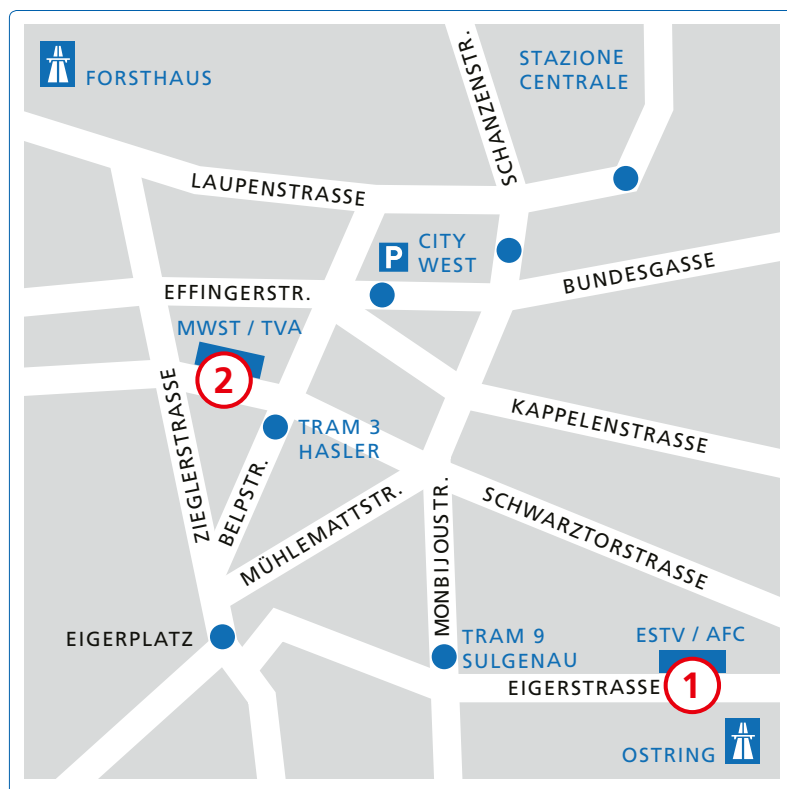 FORSTHAUS
SCHANZENSTR.
STAZIONE
CENTRALE
LAUPENSTRASSE
P
CITY
WEST
BUNDESGASSE
EFFINGERSTR.
MWST / TVA
2
ZIEGLERSTRASSE
BELPSTR.
TRAM 3
HASLER
KAPPELENSTRASSE
MÜHLEMATTSTR.
MONBIJOUSTR.
SCHWARZTORSTRASSE
EIGERPLATZ
TRAM 9
SULGENAU
ESTV / AFC
EIGERSTRASSE
1
OSTRING